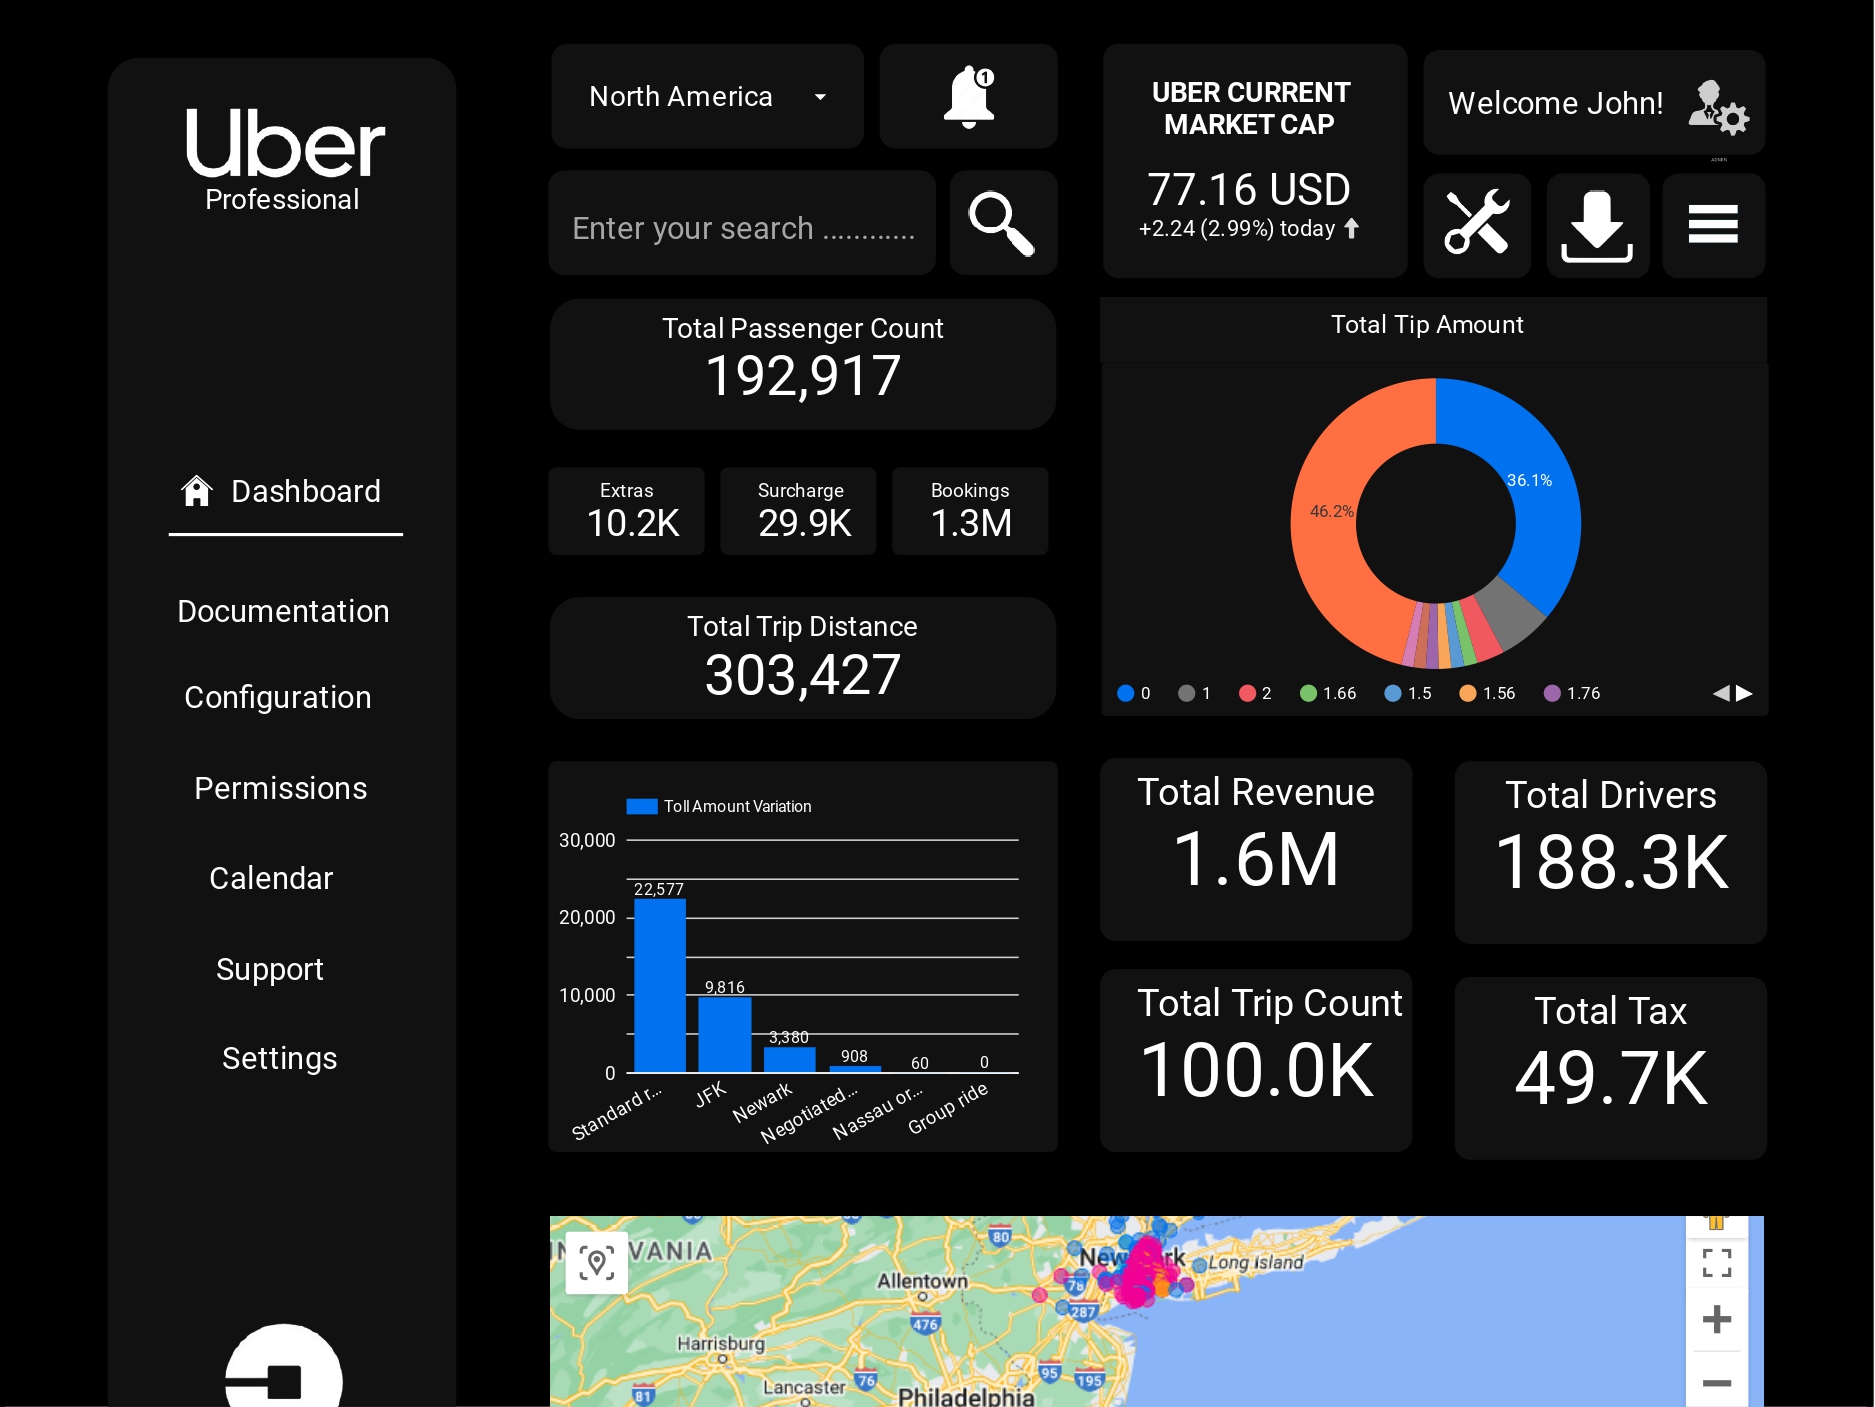 Uber
Professional
Dashboard
Documentation
Configuration
Permissions
Calendar
Support
Settings
North America
1
Enter your search ............
UBER CURRENT
MARKET CAP
77.16 USD
+2.24 (2.99%) today
Welcome John!
ADMIN
Total Passenger Count
192,917
Extras
10.2K
Surcharge
29.9K
Bookings
1.3M
Total Trip Distance
303,427
Total Tip Amount
36.1%
46.2%
0 1 2 1.66 1.5 1.56 1.76
Toll Amount Variation
30,000
22,577
20,000
9,816
10,000
3,380
908
60
0
0
Standard r...
JFK
Newark
Negotiated...
Nassau or...
Group ride
Total Revenue
1.6M
Total Drivers
188.3K
Total Trip Count
100.0K
Total Tax
49.7K
VANIA
80
Long Island
Allentown
78
287
476
Harrisburg
95
195
76
81
Lancaster
Philadelphia